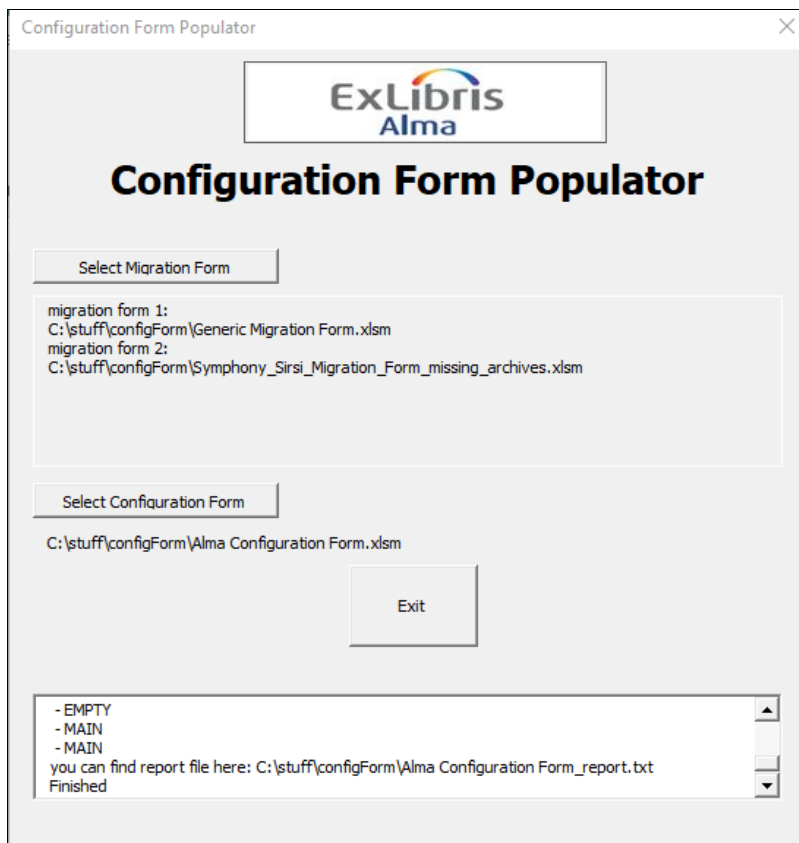 Configuration Form Populator
ExLibris
Alma
Configuration Form Populator
Select Migration Form
migration form 1:
C:\stuff\configForm\Generic Migration Form.xlsm
migration form 2:
C:\stuff\configForm\Symphony_Sirsi_Migration_Form_missing_archives.xlsm
Select Configuration Form
C:\stuff\configForm\Alma Configuration Form.xlsm
Exit
- EMPTY
- MAIN
- MAIN
you can find report file here: C:\stuff\configForm\Alma Configuration Form_report.txt
Finished